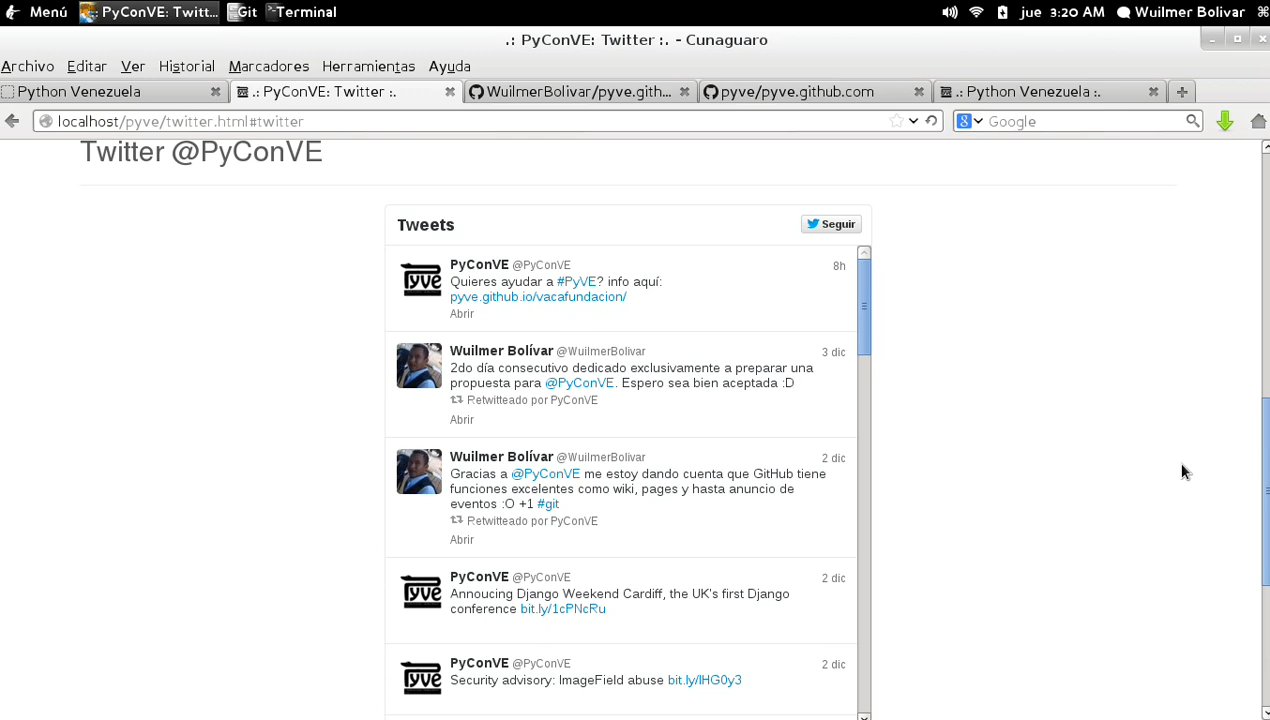 Menú .: PyConVE: Twitt... Git Terminal jue 3:20 AM Wuilmer Bolivar
.: PyConVE: Twitter :. - Cunaguaro
Archivo Editar Ver Historial Marcadores Herramientas Ayuda
Python Venezuela .: PyConVE: Twitter :. WuilmerBolivar/pyve.gith... pyve/pyve.github.com .: Python Venezuela :.
localhost/pyve/twitter.html#twitter Google
Twitter @PyConVE
Tweets Seguir
PyConVE @PyConVE 8h
Quieres ayudar a #PyVE? info aquí:
pyve.github.io/vacafundacion/
Abrir
Wuilmer Bolívar @WuilmerBolivar 3 dic
2do día consecutivo dedicado exclusivamente a preparar una
propuesta para @PyConVE. Espero sea bien aceptada :D
Retwitteado por PyConVE
Abrir
Wuilmer Bolívar @WuilmerBolivar 2 dic
Gracias a @PyConVE me estoy dando cuenta que GitHub tiene
funciones excelentes como wiki, pages y hasta anuncio de
eventos :O +1 #git
Retwitteado por PyConVE
Abrir
PyConVE @PyConVE 2 dic
Annoucing Django Weekend Cardiff, the UK's first Django
conference bit.ly/1cPNcRu
PyConVE @PyConVE 2 dic
Security advisory: ImageField abuse bit.ly/IHG0y3